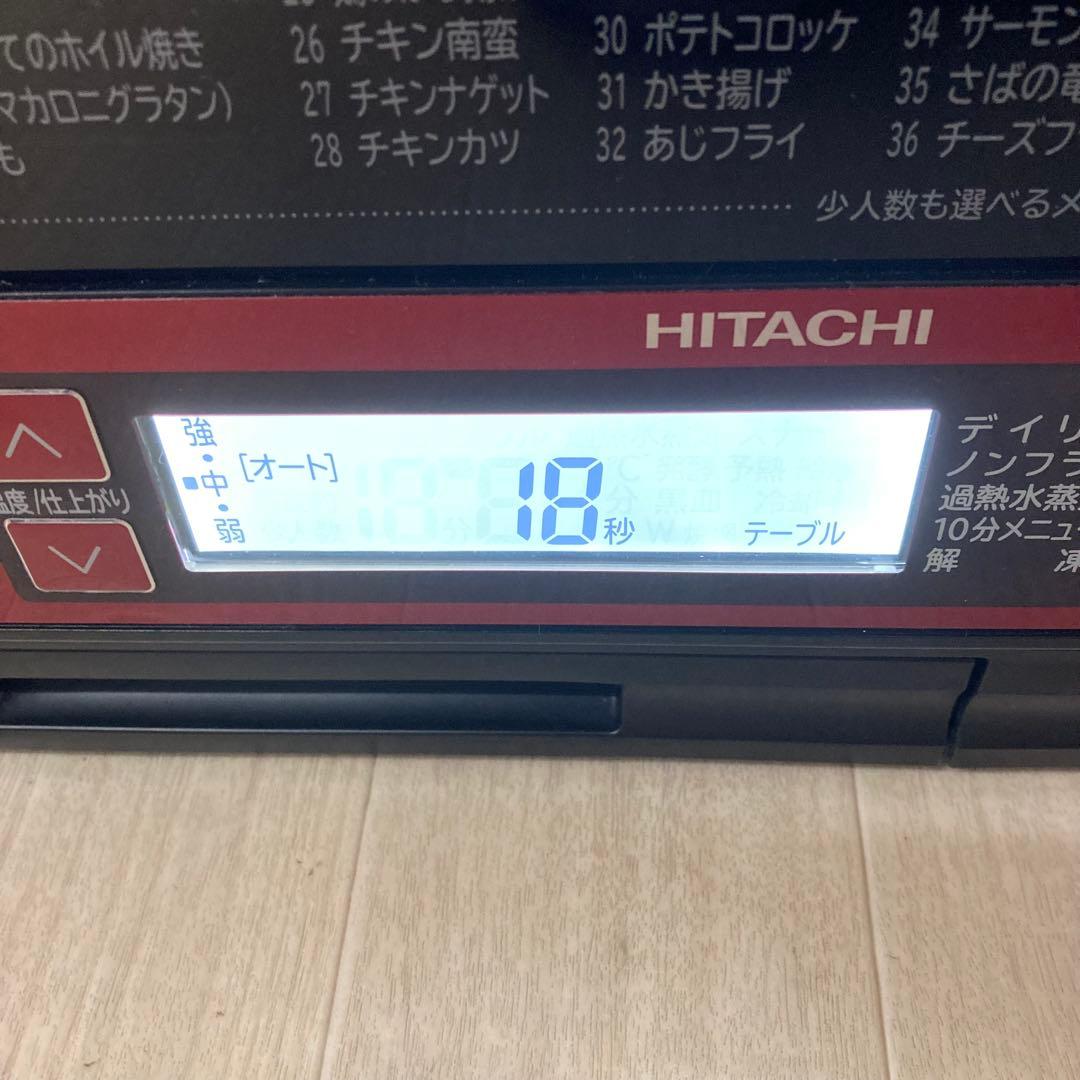 てのホイル焼き
マカロニグラタン)
も
26 チキン南蛮
27 チキンナゲット
28 チキンカツ
30 ポテトコロッケ
31 かき揚げ
32 あじフライ
34 サーモン
35 さばの竜
36 チーズフ
少人数も選べるメ
HITACHI
温度/仕上がり
強
中
弱
[オート]
18秒
テーブル
デイリ
ノンフラ
過熱水蒸
10分メニュー
解 凍